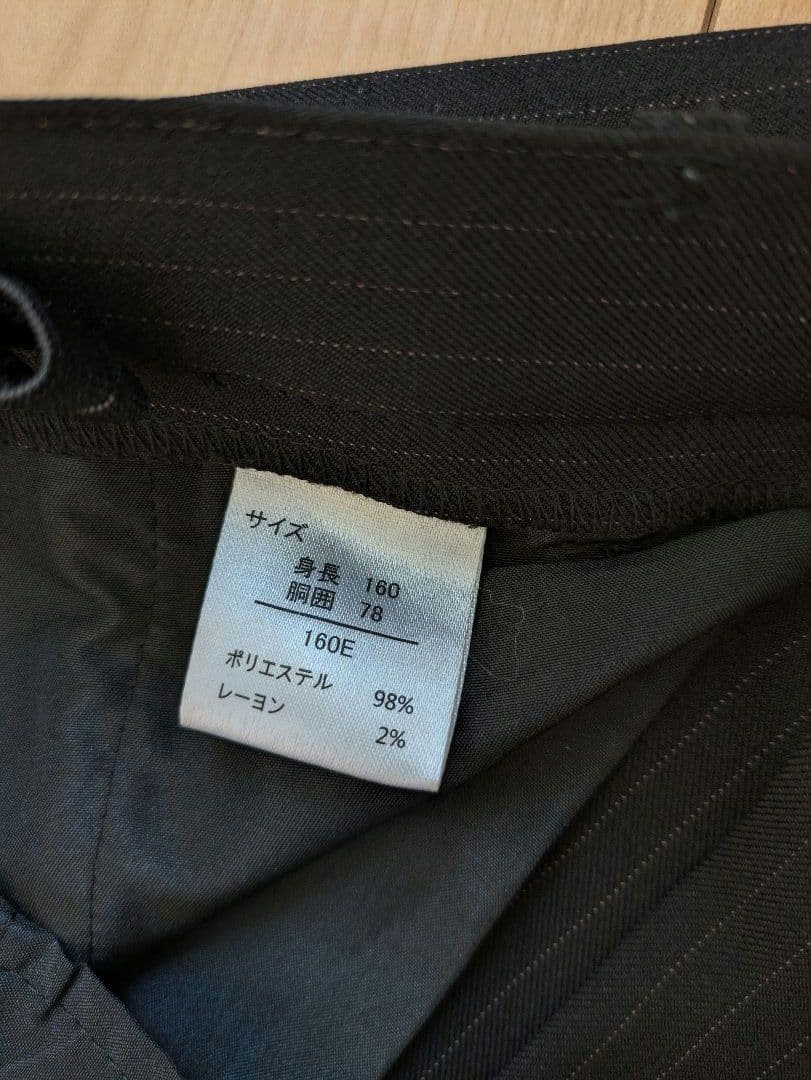 サイズ
身長 160
胴囲 78
160E
ポリエステル 98%
レーヨン 2%